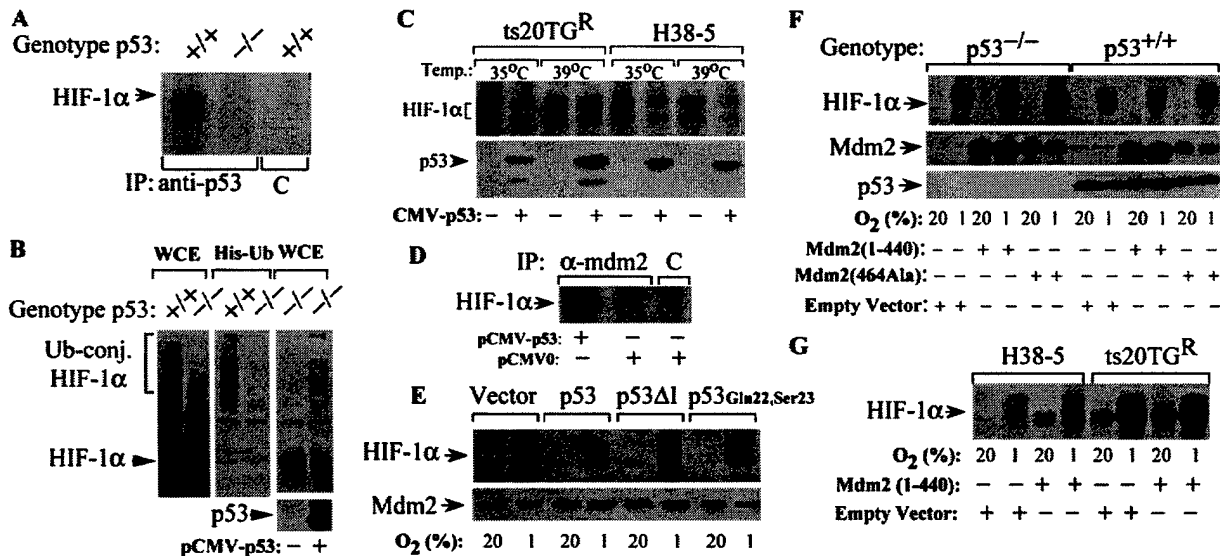 A
Genotype p53: +/+ -/- +/+
HIF-1α
IP: anti-p53 C
B
WCE His-Ub WCE
Genotype p53: +/+ -/- +/+ -/- -/- -/-
Ub-conj.
HIF-1α
HIF-1α
p53
pCMV-p53: – +
C
ts20TG^R H38-5
Temp.: 35°C 39°C 35°C 39°C
HIF-1α[
p53
CMV-p53: – + – + – + – +
D
IP: α-mdm2 C
HIF-1α
pCMV-p53: + – –
pCMV0: – + +
E
Vector p53 p53ΔI p53Gln22,Ser23
HIF-1α
Mdm2
O2 (%): 20 1 20 1 20 1 20 1
F
Genotype: p53−/− p53+/+
HIF-1α
Mdm2
p53
O2 (%): 20 1 20 1 20 1 20 1 20 1 20 1
Mdm2(1-440): – – + + – – – – + + – –
Mdm2(464Ala): – – – – + + – – – – + +
Empty Vector: + + – – – – + + – – – –
G
H38-5 ts20TG^R
HIF-1α
O2 (%): 20 1 20 1 20 1 20 1
Mdm2 (1-440): – – + + – – + +
Empty Vector: + + – – + + – –